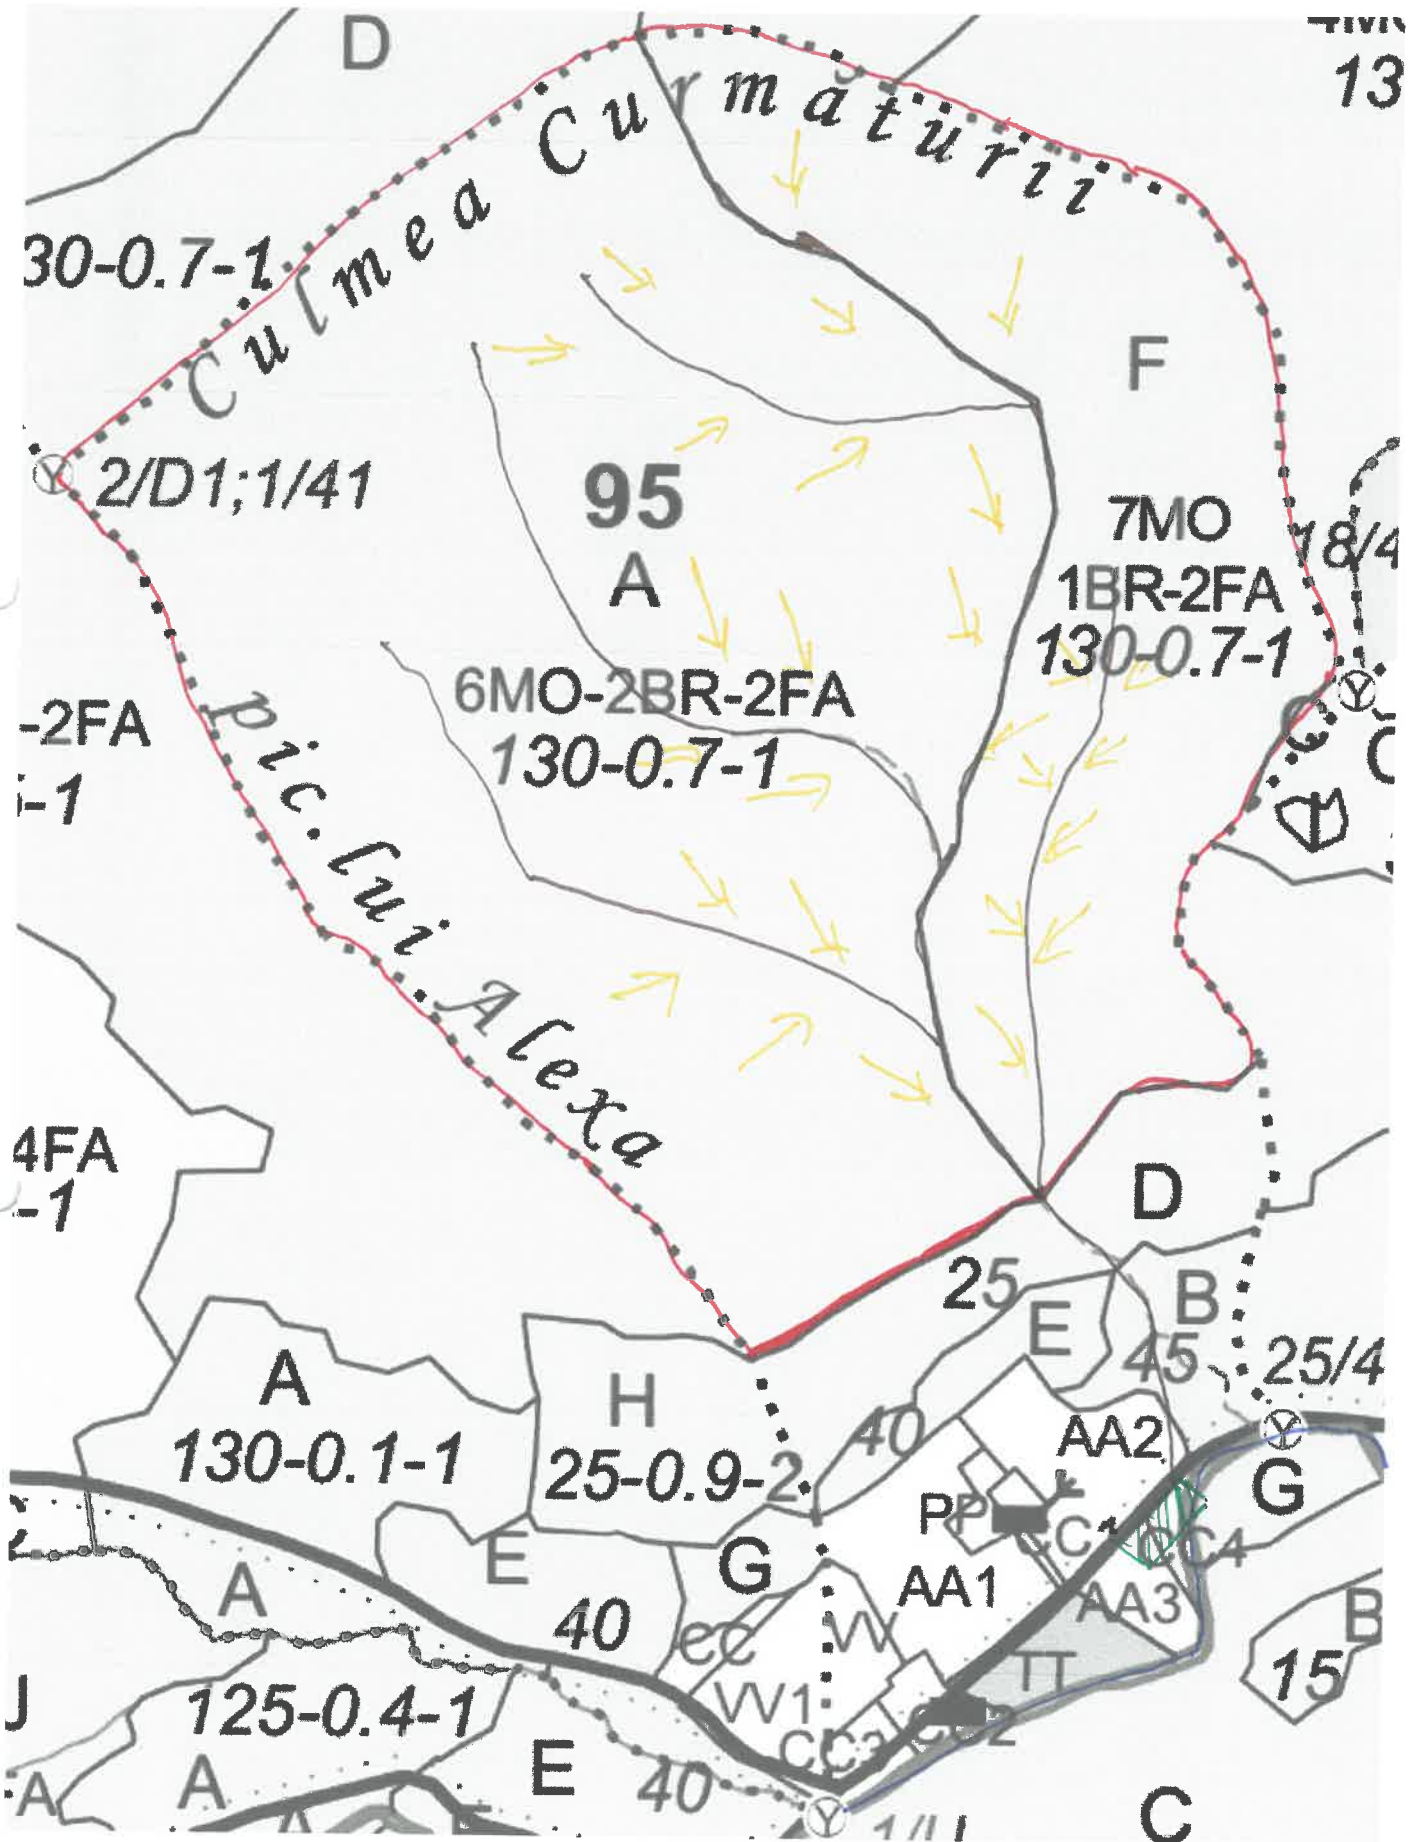 D
13
Culmea Curmăturii
30-0.7-1
F
2/D1;1/41
95
A
7MO
1BR-2FA
130-0.7-1
18/4
6MO-2BR-2FA
130-0.7-1
-2FA
-1
pic. lui Alexa
C
4FA
-1
D
25
E
B
45
25/4
A
130-0.1-1
H
25-0.9-2
40
AA2
G
PP
CC1
CC4
E
G
AA1
AA3
A
40
CC
VV
TT
B
15
J
125-0.4-1
VV1
CC3
CC2
A
A
E
40
C